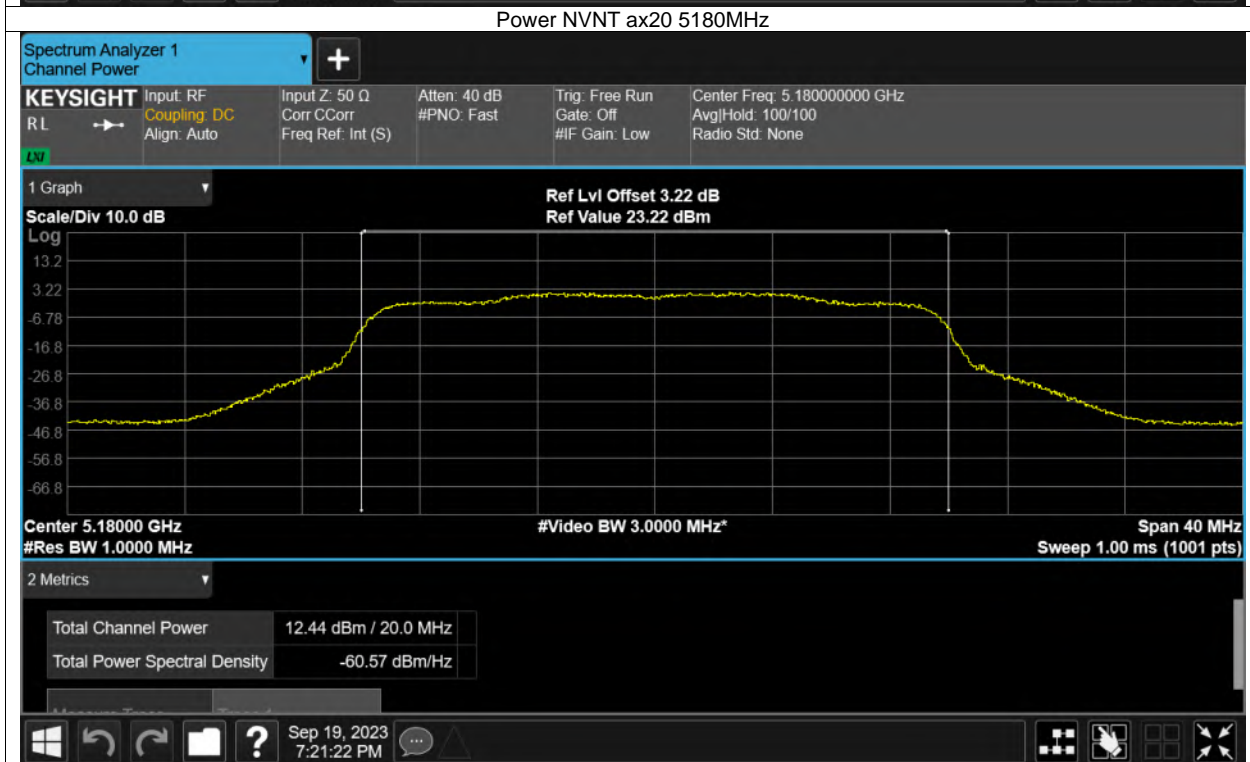 Power NVNT ax20 5180MHz
Spectrum Analyzer 1
Channel Power
KEYSIGHT
RL
LXI
Input: RF
Coupling: DC
Align: Auto
Input Z: 50 Ω
Corr CCorr
Freq Ref: Int (S)
Atten: 40 dB
#PNO: Fast
Trig: Free Run
Gate: Off
#IF Gain: Low
Center Freq: 5.180000000 GHz
Avg|Hold: 100/100
Radio Std: None
1 Graph
Scale/Div 10.0 dB
Ref Lvl Offset 3.22 dB
Ref Value 23.22 dBm
Log
13.2
3.22
-6.78
-16.8
-26.8
-36.8
-46.8
-56.8
-66.8
Center 5.18000 GHz
#Res BW 1.0000 MHz
#Video BW 3.0000 MHz*
Span 40 MHz
Sweep 1.00 ms (1001 pts)
2 Metrics
Total Channel Power 12.44 dBm / 20.0 MHz
Total Power Spectral Density -60.57 dBm/Hz
Sep 19, 2023
7:21:22 PM